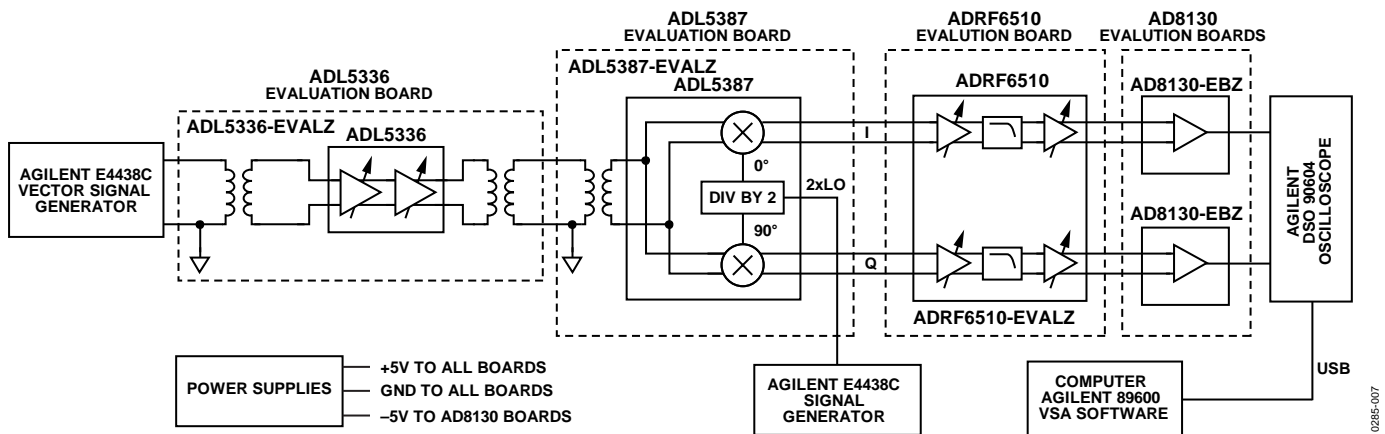 ADL5336
EVALUATION BOARD
ADL5336-EVALZ
ADL5336
AGILENT E4438C
VECTOR SIGNAL
GENERATOR
ADL5387
EVALUATION BOARD
ADL5387-EVALZ
ADL5387
0°
DIV BY 2
90°
2xLO
I
Q
ADRF6510
EVALUTION BOARD
ADRF6510
ADRF6510-EVALZ
AD8130
EVALUTION BOARDS
AD8130-EBZ
AD8130-EBZ
AGILENT
DSO 90604
OSCILLOSCOPE
POWER SUPPLIES
+5V TO ALL BOARDS
GND TO ALL BOARDS
–5V TO AD8130 BOARDS
AGILENT E4438C
SIGNAL
GENERATOR
COMPUTER
AGILENT 89600
VSA SOFTWARE
USB
0285-007